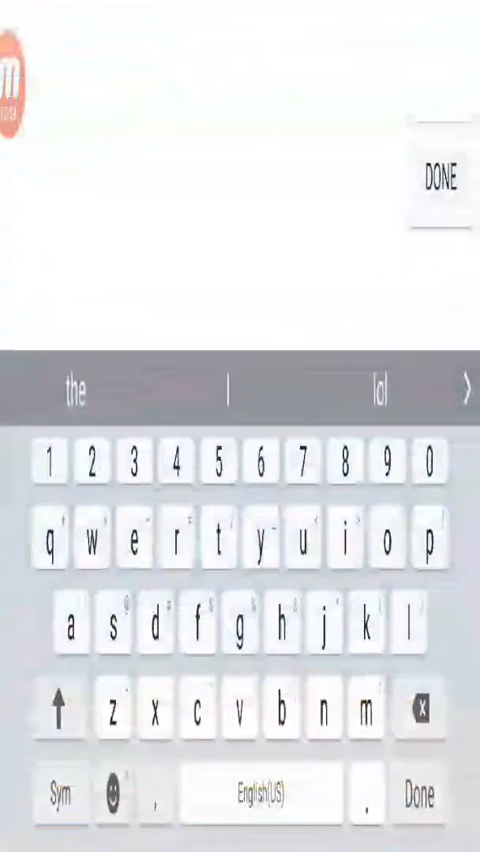 m
DONE
the | lol >
1 2 3 4 5 6 7 8 9 0
q w e r t y u i o p
a s d f g h j k l
z x c v b n m
Sym , English(US) . Done